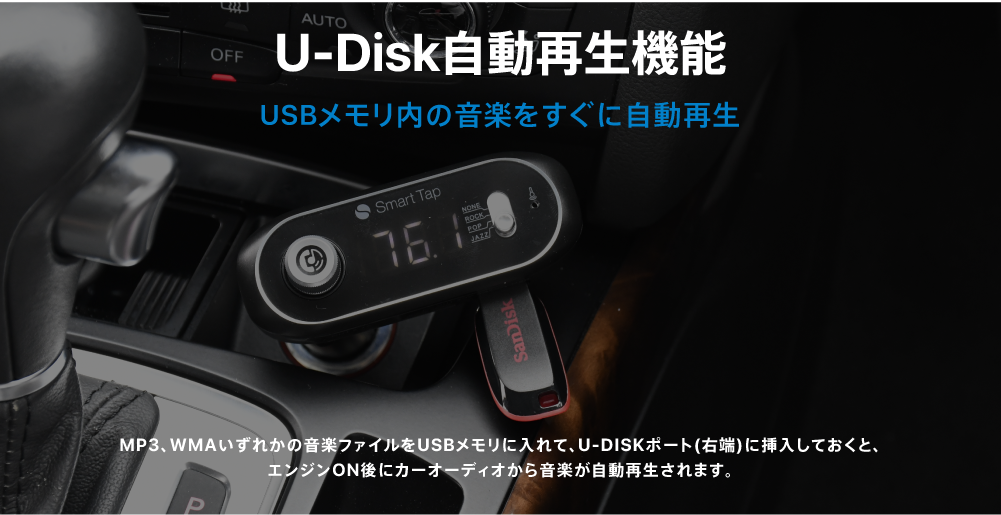 AUTO
OFF
U-Disk自動再生機能
USBメモリ内の音楽をすぐに自動再生
Smart Tap
76.1
NONE
ROCK
POP
JAZZ
SanDisk
MP3、WMAいずれかの音楽ファイルをUSBメモリに入れて、U-DISKポート(右端)に挿入しておくと、
エンジンON後にカーオーディオから音楽が自動再生されます。
P